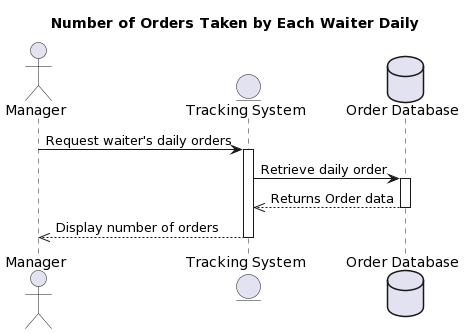 Number of Orders Taken by Each Waiter Daily
Manager
Tracking System
Order Database
Request waiter's daily orders
Retrieve daily order
Returns Order data
Display number of orders
Manager
Tracking System
Order Database